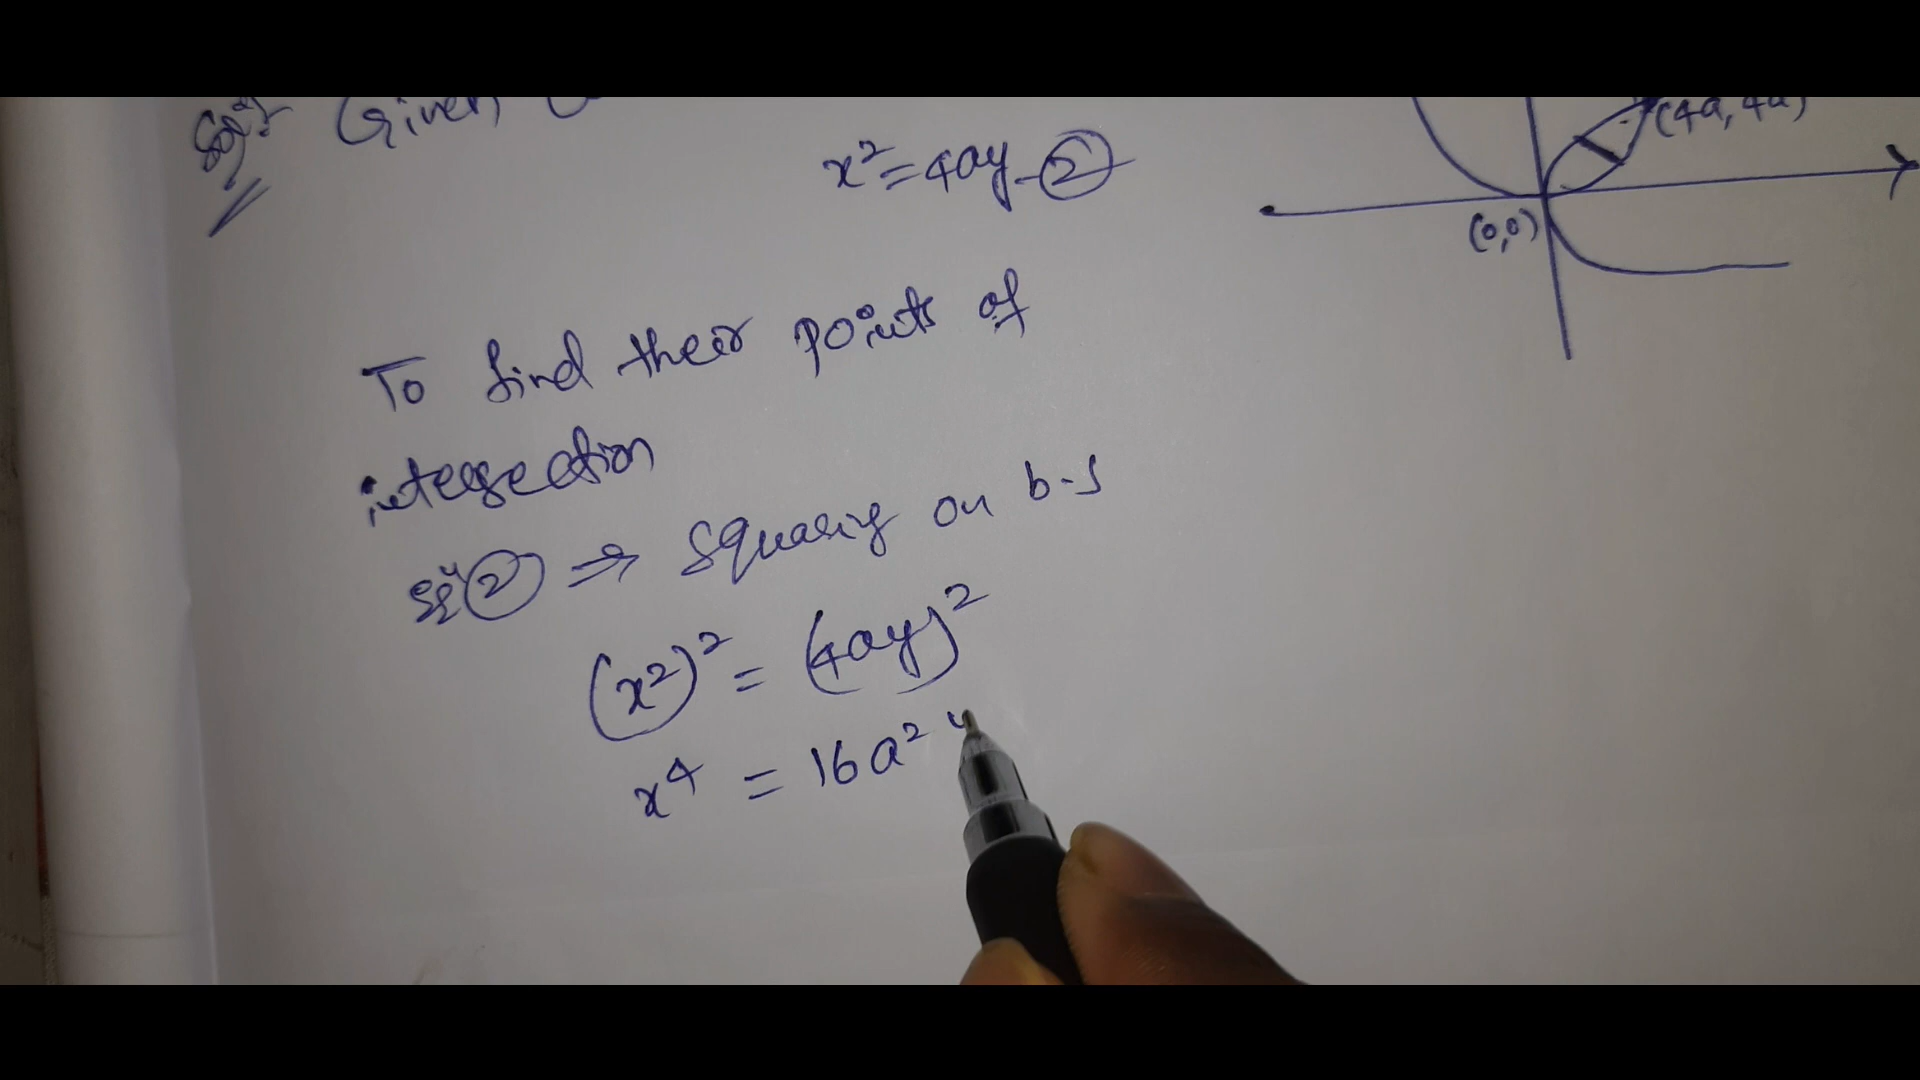 Given
x² = 4ay - ②
(4a, 4a)
(0,0)
To find their points of
intersection
② ⇒ Squaring on b-s
(x²)² = (4ay)²
x⁴ = 16a² y